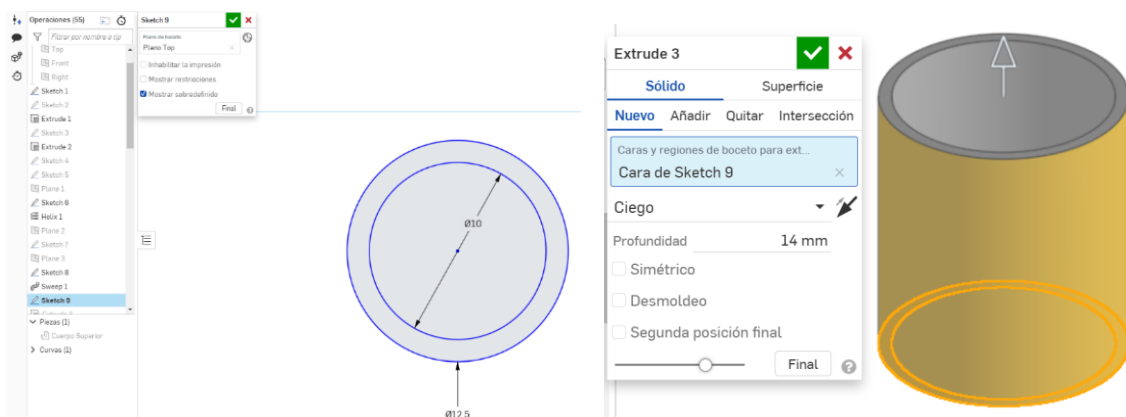 Operaciones (55)
Filtrar por nombre o tip
Top
Front
Right
Sketch 1
Sketch 2
Extrude 1
Sketch 3
Extrude 2
Sketch 4
Sketch 5
Plane 1
Sketch 6
Helix 1
Plane 2
Sketch 7
Plane 3
Sketch 8
Sweep 1
Sketch 9
Piezas (1)
Cuerpo Superior
Curvas (1)
Sketch 9
Plano de boceto
Plano Top
Inhabilitar la impresión
Mostrar restricciones
Mostrar sobredefinido
Final
Ø10
Ø12.5
Extrude 3
Sólido Superficie
Nuevo Añadir Quitar Intersección
Caras y regiones de boceto para ext...
Cara de Sketch 9
Ciego
Profundidad 14 mm
Simétrico
Desmoldeo
Segunda posición final
Final